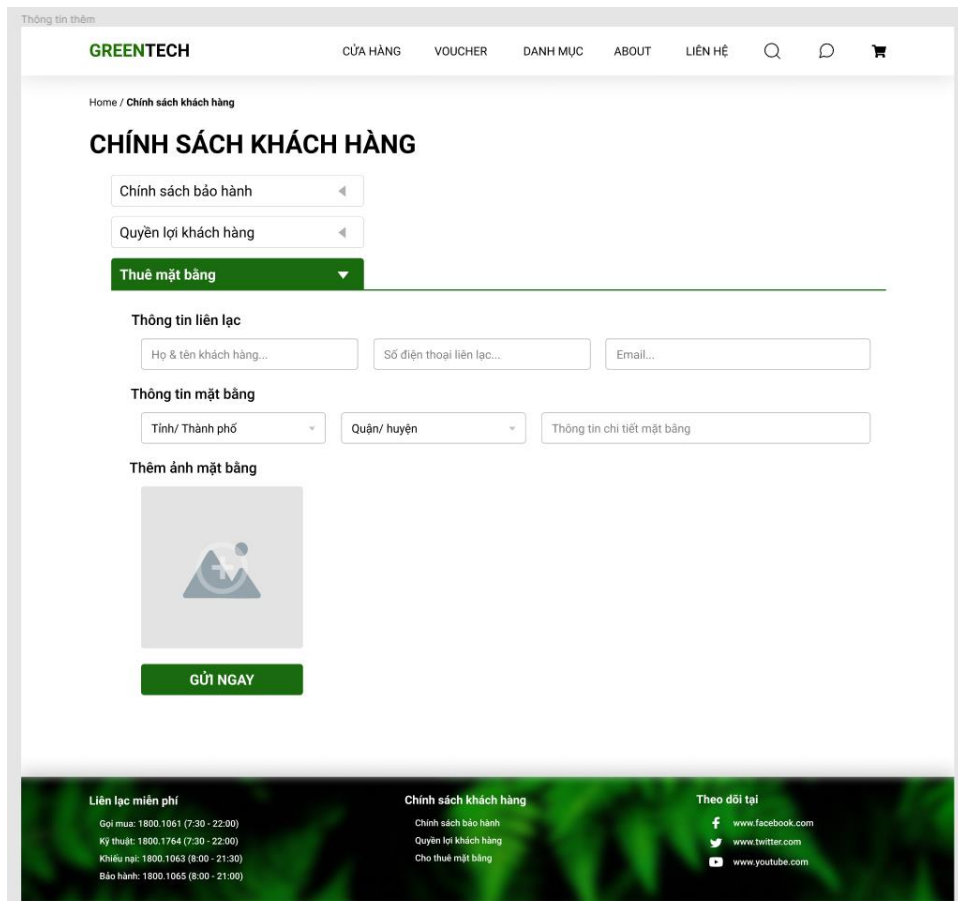 Thông tin thêm
GREENTECH CỬA HÀNG VOUCHER DANH MỤC ABOUT LIÊN HỆ
Home / Chính sách khách hàng
CHÍNH SÁCH KHÁCH HÀNG
Chính sách bảo hành
Quyền lợi khách hàng
Thuê mặt bằng
Thông tin liên lạc
Họ & tên khách hàng... Số điện thoại liên lạc... Email...
Thông tin mặt bằng
Tỉnh/ Thành phố Quận/ huyện Thông tin chi tiết mặt bằng
Thêm ảnh mặt bằng
GỬI NGAY
Liên lạc miễn phí
Gọi mua: 1800.1061 (7:30 - 22:00)
Kỹ thuật: 1800.1764 (7:30 - 22:00)
Khiếu nại: 1800.1063 (8:00 - 21:30)
Bảo hành: 1800.1065 (8:00 - 21:00)
Chính sách khách hàng
Chính sách bảo hành
Quyền lợi khách hàng
Cho thuê mặt bằng
Theo dõi tại
www.facebook.com
www.twitter.com
www.youtube.com